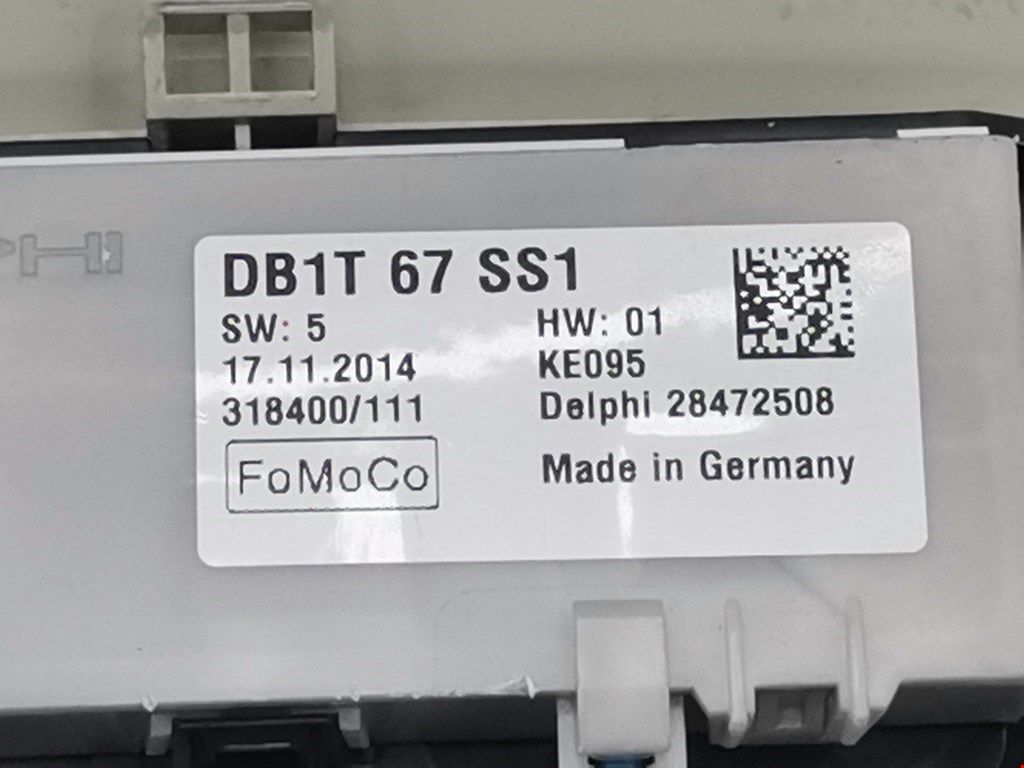 DB1T 67 SS1
SW: 5 HW: 01
17.11.2014 KE095
318400/111 Delphi 28472508
FoMoCo Made in Germany